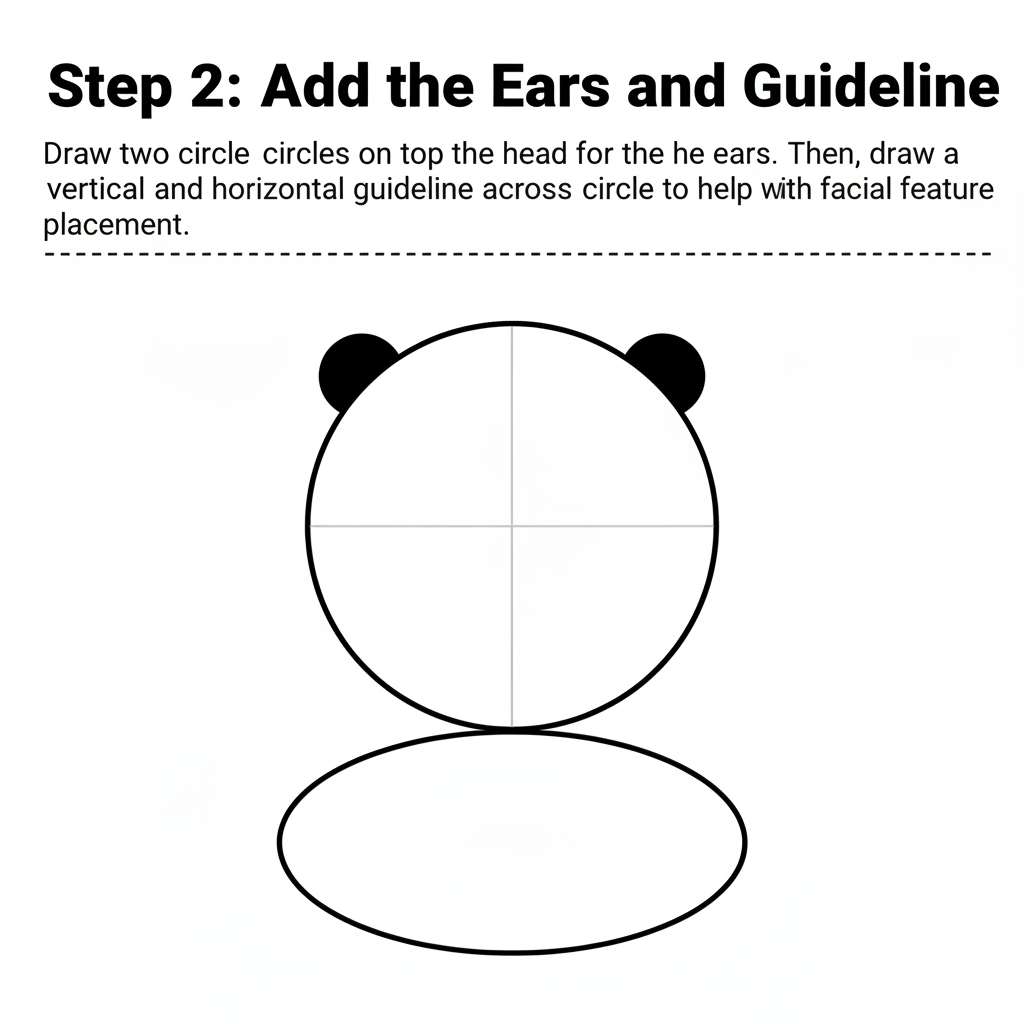 Step 2: Add the Ears and Guideline
Draw two circle circles on top the head for the he ears. Then, draw a
vertical and horizontal guideline across circle to help with facial feature
placement.